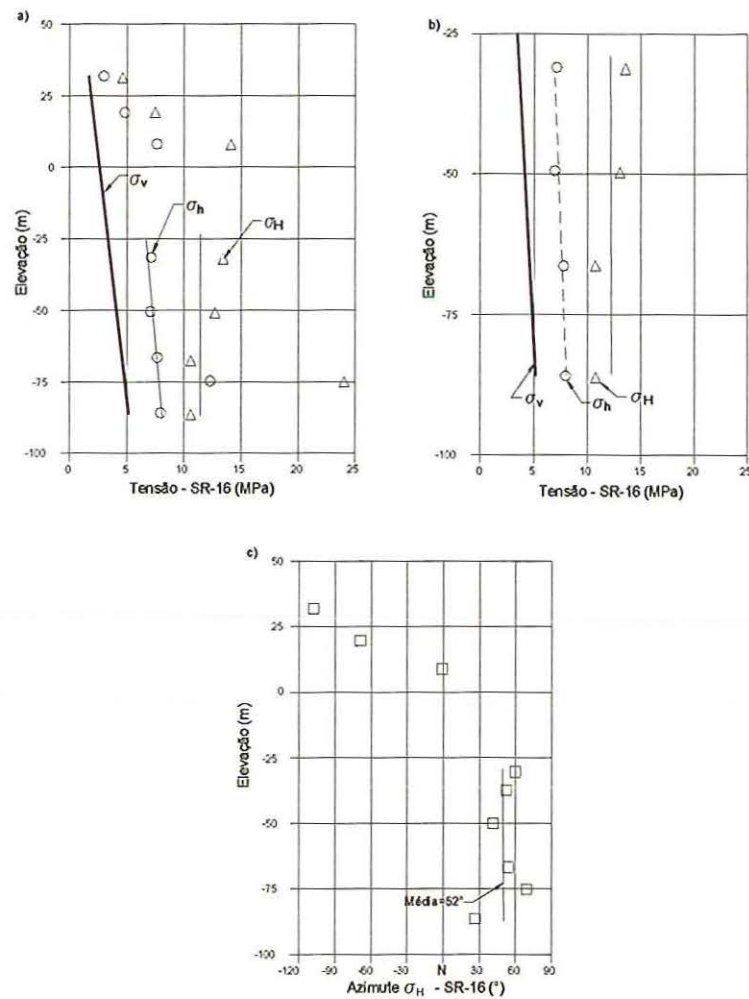 a)
50
25
0
-25
-50
-75
-100
Elevação (m)
σv
σh
σH
0 5 10 15 20 25
Tensão - SR-16 (MPa)
b)
-25
-50
-75
-100
Elevação (m)
σv
σh
σH
0 5 10 15 20 25
Tensão - SR-16 (MPa)
c)
50
25
0
-25
-50
-75
-100
Elevação (m)
Média=52°
-120 -90 -60 -30 N 30 60 90
Azimute σH - SR-16 (°)